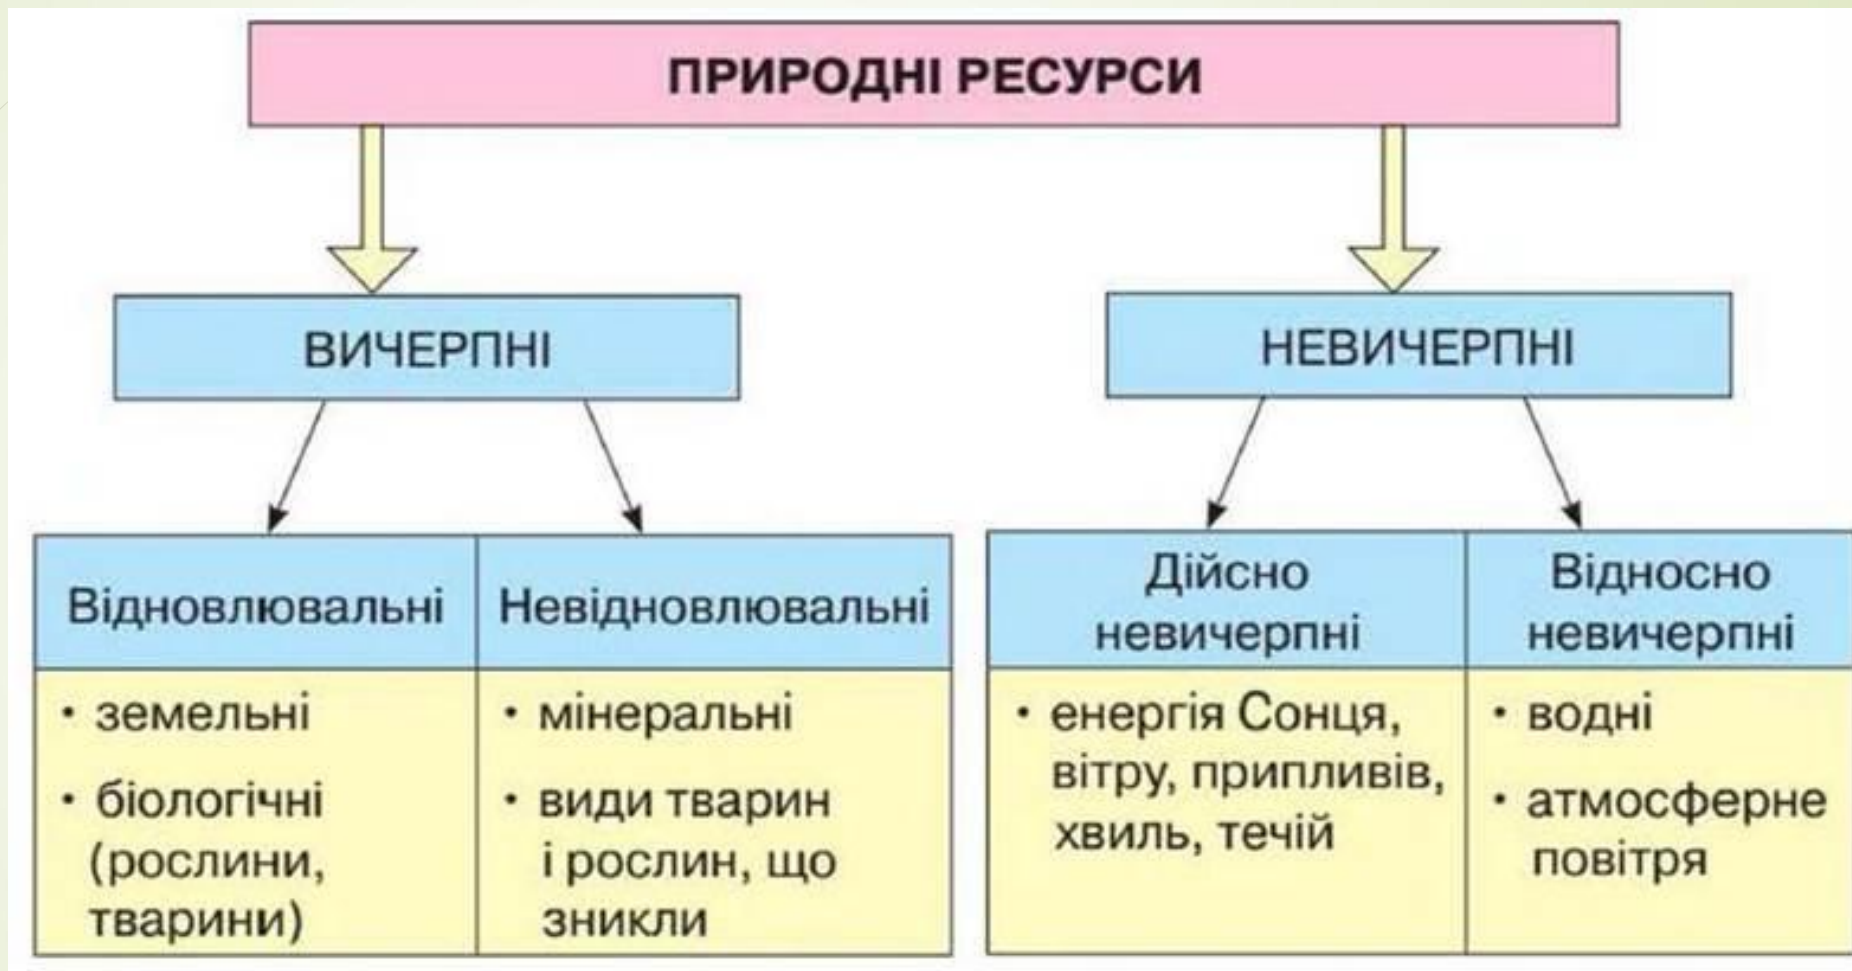 ПРИРОДНІ РЕСУРСИ
ВИЧЕРПНІ
НЕВИЧЕРПНІ
Відновлювальні
Невідновлювальні
Дійсно
невичерпні
Відносно
невичерпні
• земельні
• біологічні
(рослини,
тварини)
• мінеральні
• види тварин
і рослин, що
зникли
• енергія Сонця,
вітру, припливів,
хвиль, течій
• водні
• атмосферне
повітря